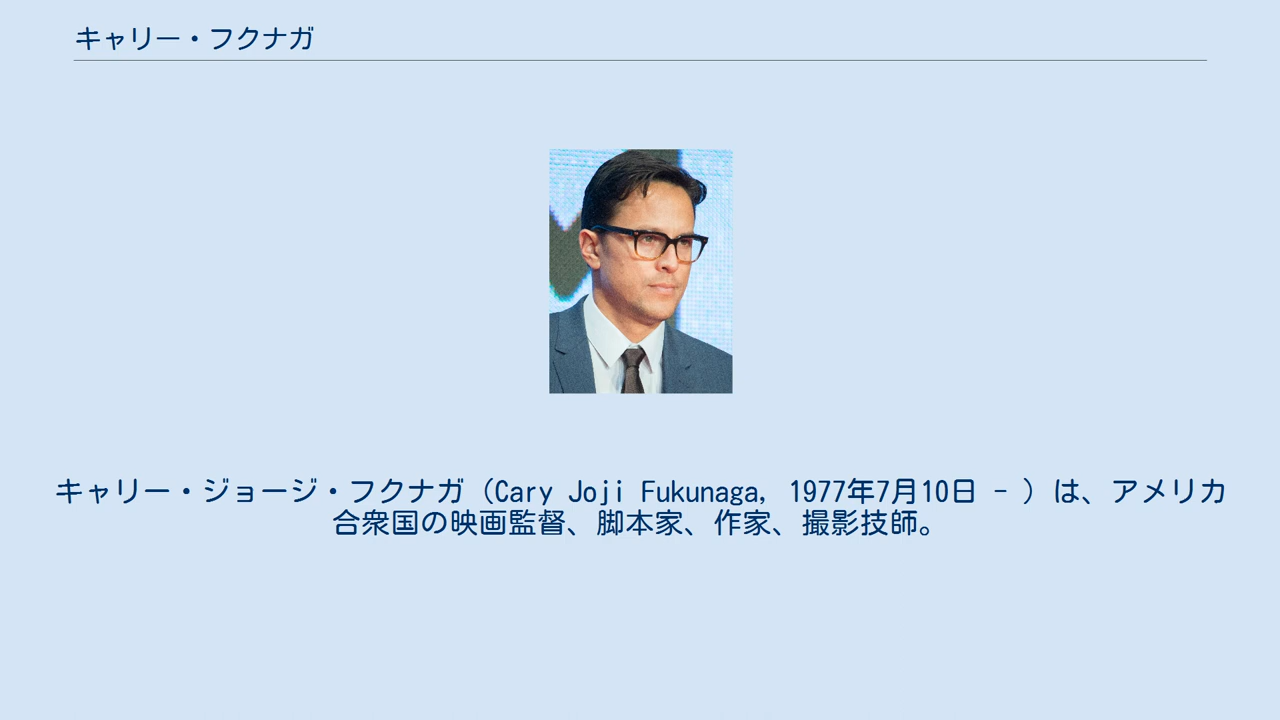 キャリー・フクナガ
キャリー・ジョージ・フクナガ（Cary Joji Fukunaga, 1977年7月10日 - ）は、アメリカ
合衆国の映画監督、脚本家、作家、撮影技師。